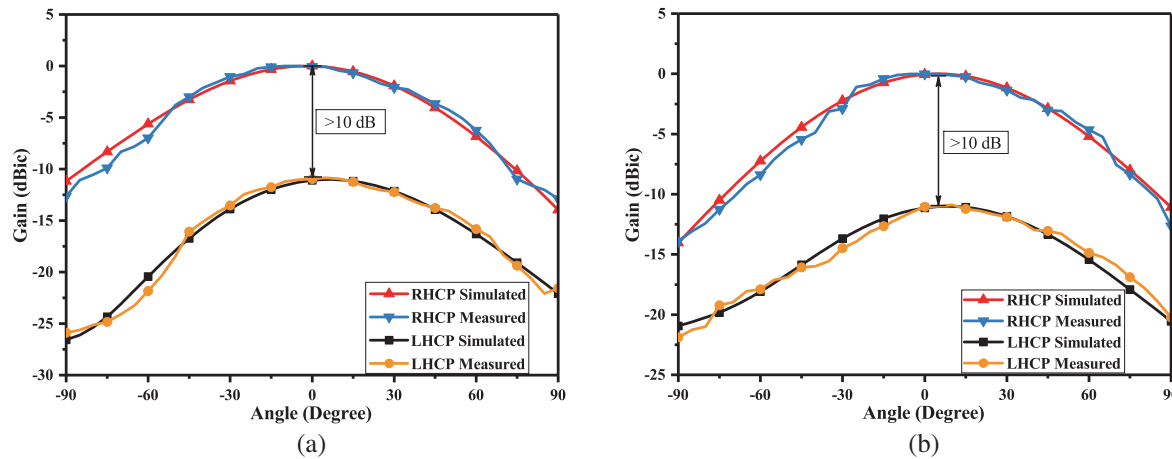 5
0
-5
-10
-15
-20
-25
-30
Gain (dBic)
>10 dB
RHCP Simulated
RHCP Measured
LHCP Simulated
LHCP Measured
-90 -60 -30 0 30 60 90
Angle (Degree)
(a)
5
0
-5
-10
-15
-20
-25
Gain (dBic)
>10 dB
RHCP Simulated
RHCP Measured
LHCP Simulated
LHCP Measured
-90 -60 -30 0 30 60 90
Angle (Degree)
(b)